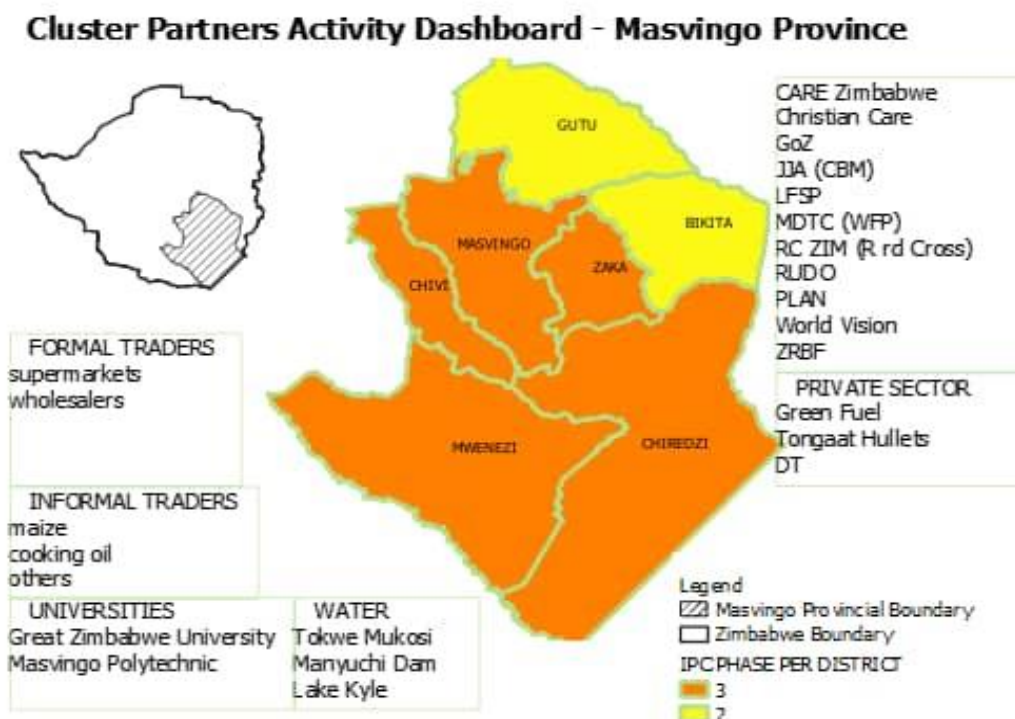 Cluster Partners Activity Dashboard - Masvingo Province
GUTU
BIKITA
MASVINGO
ZAKA
CHIVI
MWENEZI
CHIREDZI
CARE Zimbabwe
Christian Care
GoZ
JJA (CBM)
LFSP
MDTC (WFP)
RC ZIM (R rd Cross)
RUDO
PLAN
World Vision
ZRBF
PRIVATE SECTOR
Green Fuel
Tongaat Hullets
DT
FORMAL TRADERS
supermarkets
wholesalers
INFORMAL TRADERS
maize
cooking oil
others
UNIVERSITIES
Great Zimbabwe University
Masvingo Polytechnic
WATER
Tokwe Mukosi
Manyuchi Dam
Lake Kyle
Legend
Masvingo Provincial Boundary
Zimbabwe Boundary
IPC PHASE PER DISTRICT
3
2